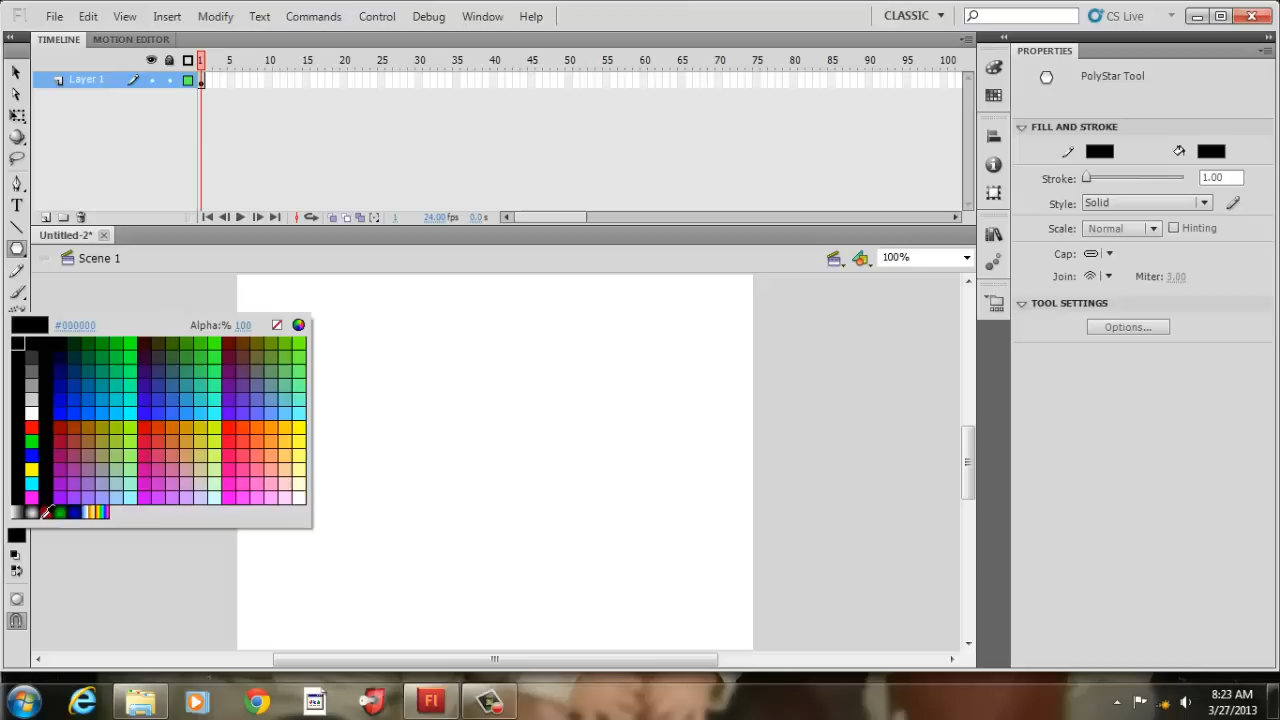 Fl File Edit View Insert Modify Text Commands Control Debug Window Help CLASSIC CS Live
TIMELINE MOTION EDITOR
1 5 10 15 20 25 30 35 40 45 50 55 60 65 70 75 80 85 90 95 100
Layer 1
1 24.00 fps 0.0 s
Untitled-2*
Scene 1 100%
#000000 Alpha:% 100
PROPERTIES
PolyStar Tool
FILL AND STROKE
Stroke: 1.00
Style: Solid
Scale: Normal Hinting
Cap:
Join: Miter: 3.00
TOOL SETTINGS
Options...
Fl
8:23 AM
3/27/2013